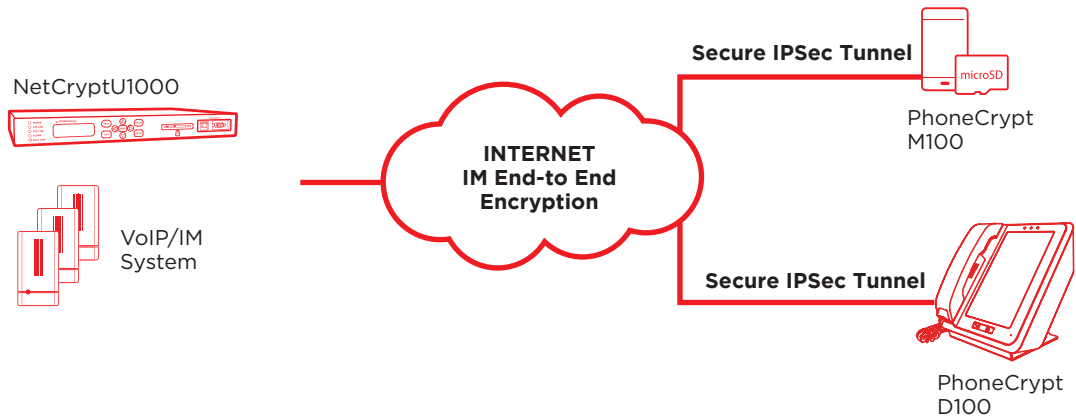 NetCryptU1000
VoIP/IM
System
INTERNET
IM End-to End
Encryption
Secure IPSec Tunnel
microSD
PhoneCrypt
M100
Secure IPSec Tunnel
PhoneCrypt
D100